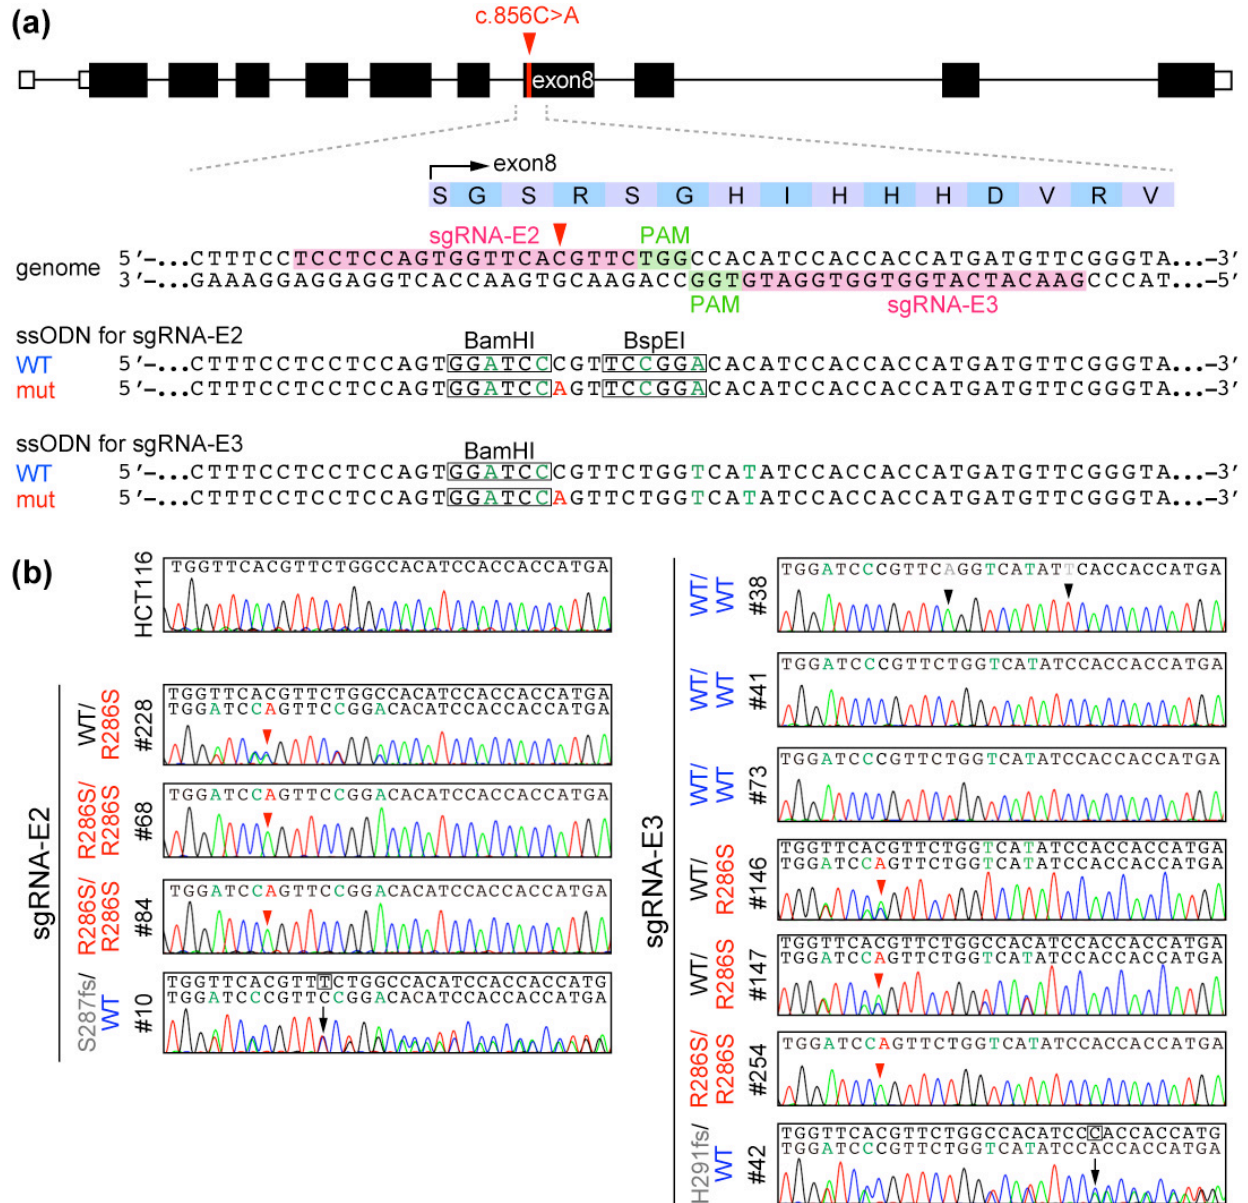 (a)
c.856C>A
exon8
exon8
S G S R S G H I H H H D V R V
sgRNA-E2 PAM
genome
5′-...CTTTCCTCCTCCAGTGGTTCACGTTCTGGCCACATCCACCACCATGATGTTCGGGTA...-3′
3′-...GAAAGGAGGAGGTCACCAAGTGCAAGACCGGTGTAGGTGGTGGTACTACAAGCCCAT...-5′
PAM sgRNA-E3
ssODN for sgRNA-E2
BamHI BspEI
WT 5′-...CTTTCCTCCTCCAGTGGATCCCGTTCCGGACACATCCACCACCATGATGTTCGGGTA...-3′
mut 5′-...CTTTCCTCCTCCAGTGGATCCAGTTCCGGACACATCCACCACCATGATGTTCGGGTA...-3′
ssODN for sgRNA-E3
BamHI
WT 5′-...CTTTCCTCCTCCAGTGGATCCCGTTCTGGTCATATCCACCACCATGATGTTCGGGTA...-3′
mut 5′-...CTTTCCTCCTCCAGTGGATCCAGTTCTGGTCATATCCACCACCATGATGTTCGGGTA...-3′
(b)
HCT116
TGGTTCACGTTCTGGCCACATCCACCACCATGA
sgRNA-E2
WT/
R286S
#228
TGGTTCACGTTCTGGCCACATCCACCACCATGA
TGGATCCAGTTCCGGACACATCCACCACCATGA
R286S/
R286S
#68
TGGATCCAGTTCCGGACACATCCACCACCATGA
R286S/
R286S
#84
TGGATCCAGTTCCGGACACATCCACCACCATGA
S287fs/
WT
#10
TGGTTCACGTTTCTGGCCACATCCACCACCATG
TGGATCCCGTTCCGGACACATCCACCACCATGA
sgRNA-E3
WT/
WT
#38
TGGATCCCGTTCAGGTCATATTCACCACCATGA
WT/
WT
#41
TGGATCCCGTTCTGGTCATATCCACCACCATGA
WT/
WT
#73
TGGATCCCGTTCTGGTCATATCCACCACCATGA
WT/
R286S
#146
TGGTTCACGTTCTGGTCATATCCACCACCATGA
TGGATCCAGTTCTGGTCATATCCACCACCATGA
WT/
R286S
#147
TGGTTCACGTTCTGGCCACATCCACCACCATGA
TGGATCCAGTTCTGGTCATATCCACCACCATGA
R286S/
R286S
#254
TGGATCCAGTTCTGGTCATATCCACCACCATGA
H291fs/
WT
#42
TGGTTCACGTTCTGGCCACATCCCACCACCATG
TGGATCCCGTTCTGGTCATATCCACCACCATGA